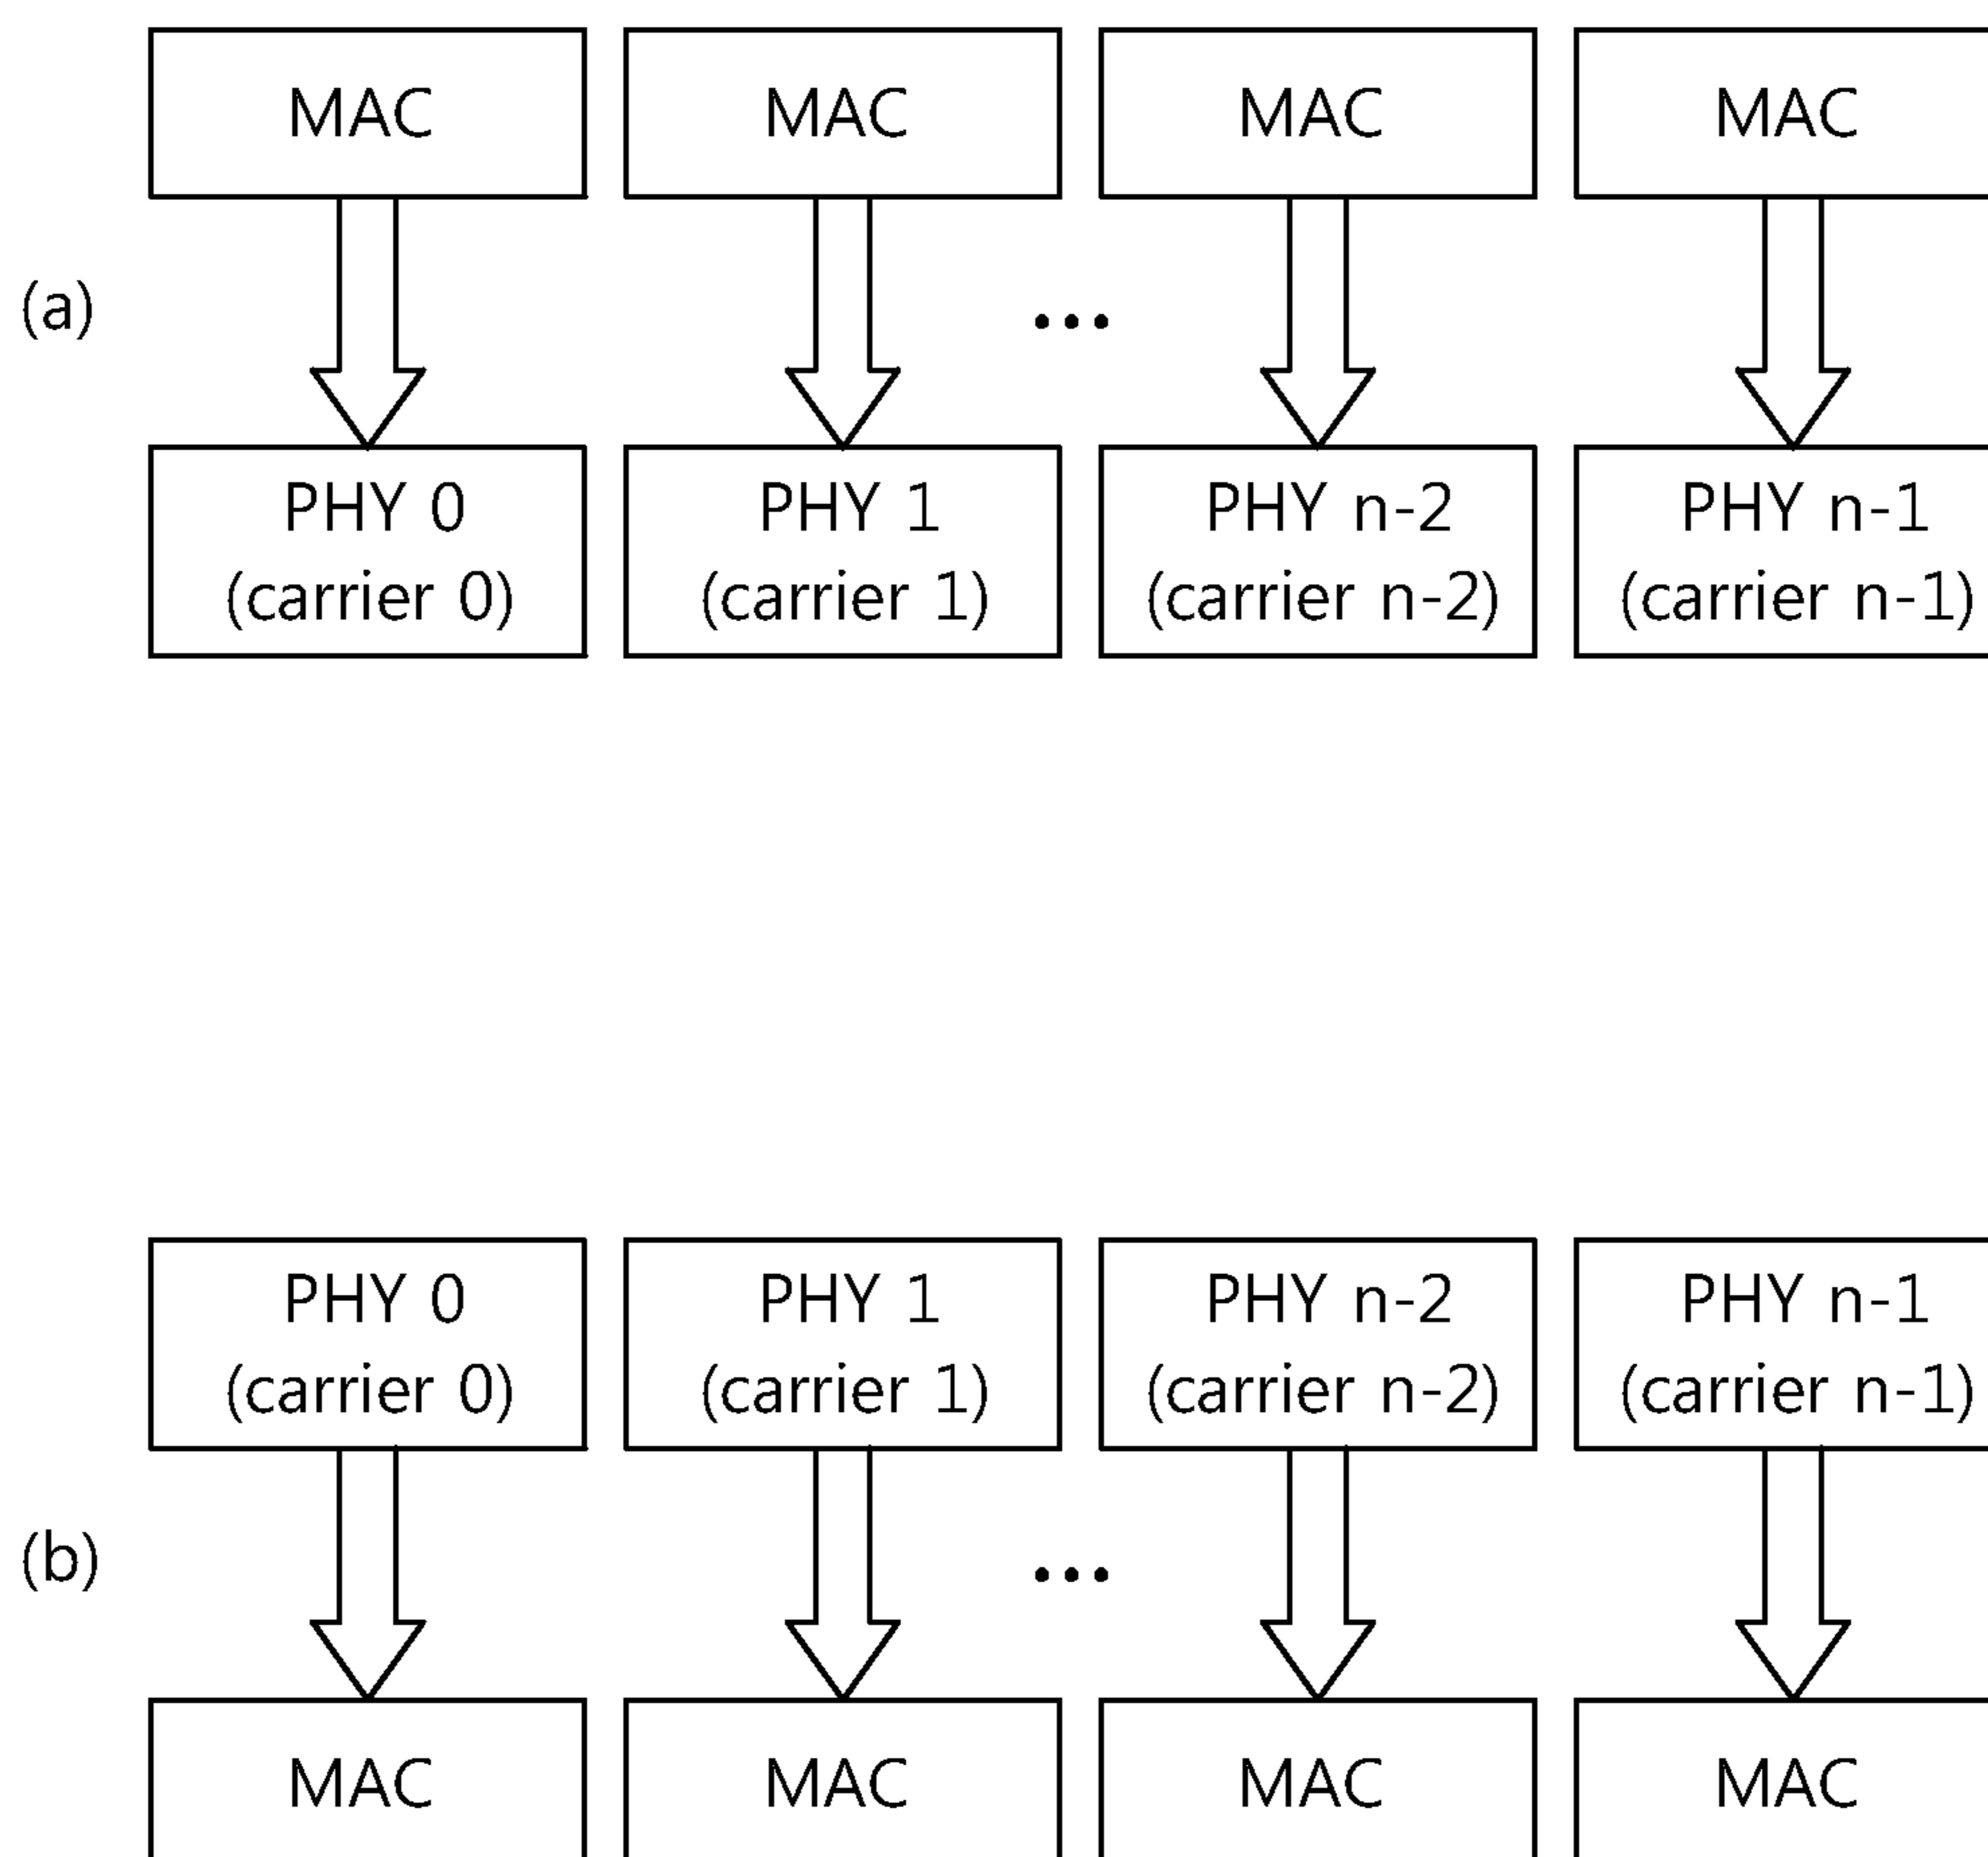 MAC MAC MAC MAC
(a)
...
PHY 0 PHY 1 PHY n-2 PHY n-1
(carrier 0) (carrier 1) (carrier n-2) (carrier n-1)
PHY 0 PHY 1 PHY n-2 PHY n-1
(carrier 0) (carrier 1) (carrier n-2) (carrier n-1)
(b)
...
MAC MAC MAC MAC